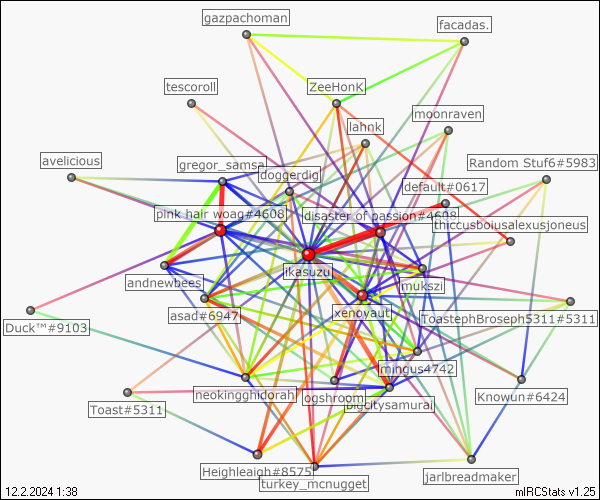 gazpachoman
facadas.
tescoroll
ZeeHonK
moonraven
lahnk
avelicious
gregor_samsa
Random Stuf6#5983
doggerdig
default#0617
pink hair woag#4608
disaster of passion#4608
thiccusbousalexusjoneus
ikasuzu
andnewbees
mukszi
asad#6947
xenoyaut
ToastephBroseph5311#5311
Duck™#9103
mingus4742
neokingghidorah
ogshroom
Knowun#6424
bigcitysamurai
Toast#5311
Heighleigh#8575
turkey_mcnugget
jarlbreadmaker
12.2.2024 1:38
mIRCStats v1.25